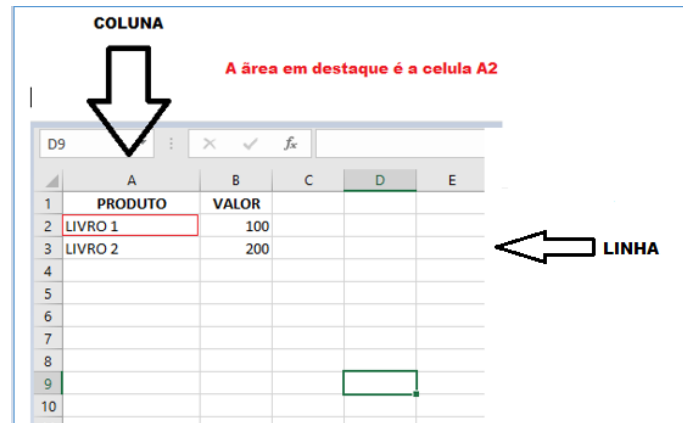 COLUNA
A ãrea em destaque é a celula A2
D9 fx
A B C D E
1 PRODUTO VALOR
2 LIVRO 1 100
3 LIVRO 2 200
LINHA
4
5
6
7
8
9
10